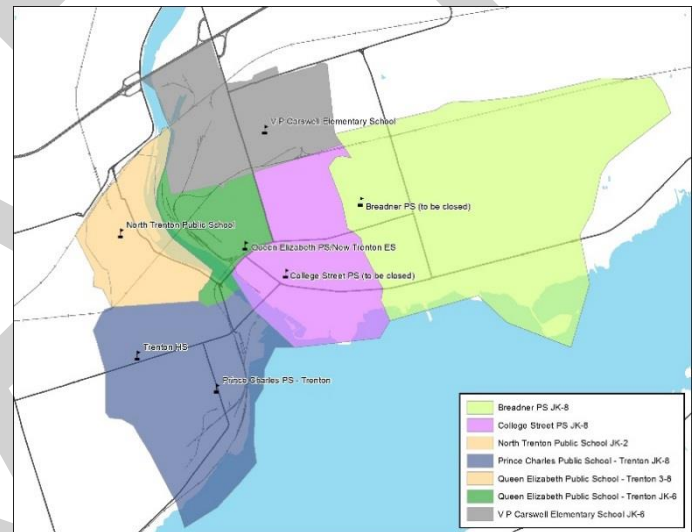 V P Carswell Elementary School
Breadner PS (to be closed)
North Trenton Public School
Queen Elizabeth PS/New Trenton ES
College Street PS (to be closed)
Trenton HS
Prince Charles PS - Trenton
Breadner PS JK-8
College Street PS JK-8
North Trenton Public School JK-2
Prince Charles Public School - Trenton JK-8
Queen Elizabeth Public School - Trenton 3-8
Queen Elizabeth Public School - Trenton JK-6
V P Carswell Elementary School JK-6